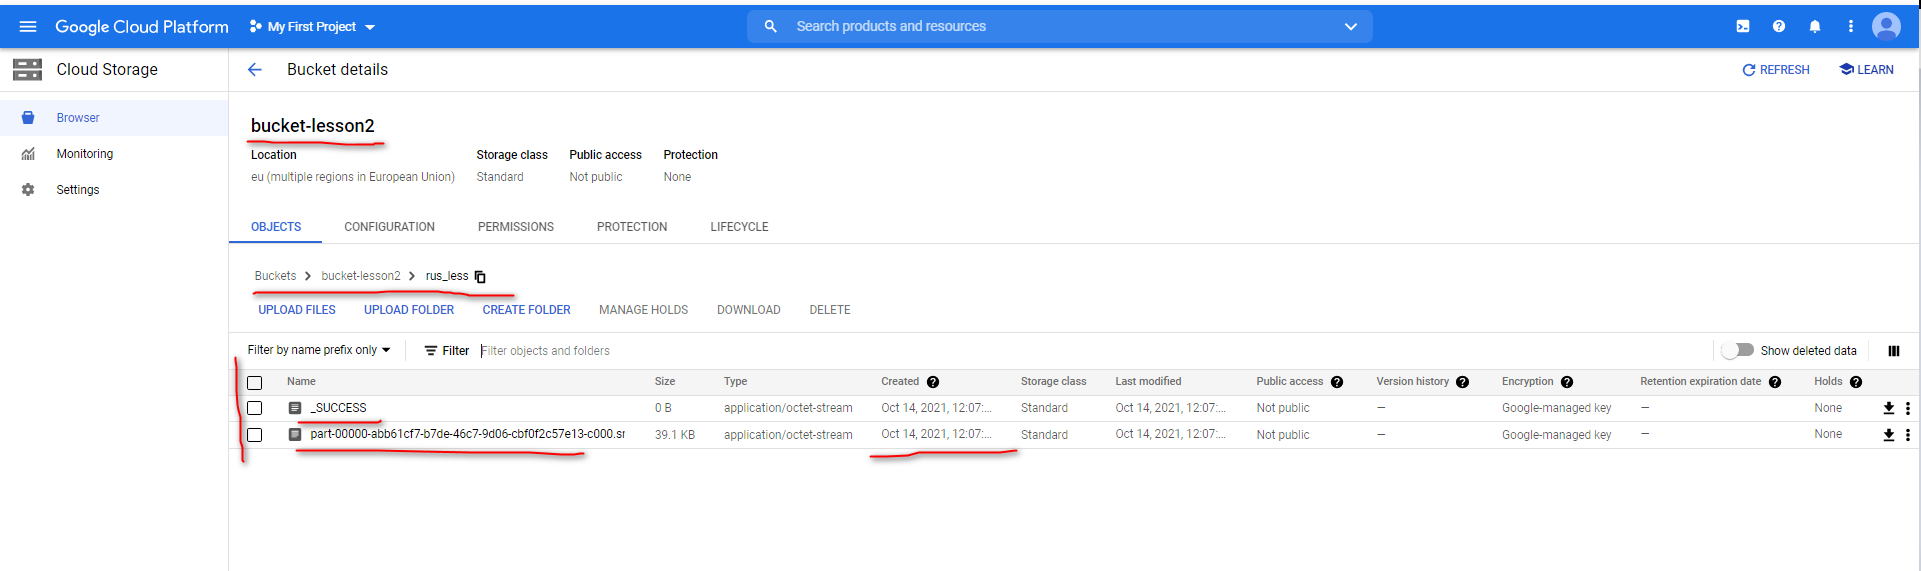 Google Cloud Platform My First Project Search products and resources
Cloud Storage Bucket details REFRESH LEARN
Browser
Monitoring
Settings
bucket-lesson2
Location Storage class Public access Protection
eu (multiple regions in European Union) Standard Not public None
OBJECTS CONFIGURATION PERMISSIONS PROTECTION LIFECYCLE
Buckets > bucket-lesson2 > rus_less
UPLOAD FILES UPLOAD FOLDER CREATE FOLDER MANAGE HOLDS DOWNLOAD DELETE
Filter by name prefix only Filter Filter objects and folders Show deleted data
Name Size Type Created ? Storage class Last modified Public access ? Version history ? Encryption ? Retention expiration date ? Holds ?
_SUCCESS 0 B application/octet-stream Oct 14, 2021, 12:07:... Standard Oct 14, 2021, 12:07:... Not public — Google-managed key — None
part-00000-abb61cf7-b7de-46c7-9d06-cbf0f2c57e13-c000.sr 39.1 KB application/octet-stream Oct 14, 2021, 12:07:... Standard Oct 14, 2021, 12:07:... Not public — Google-managed key — None